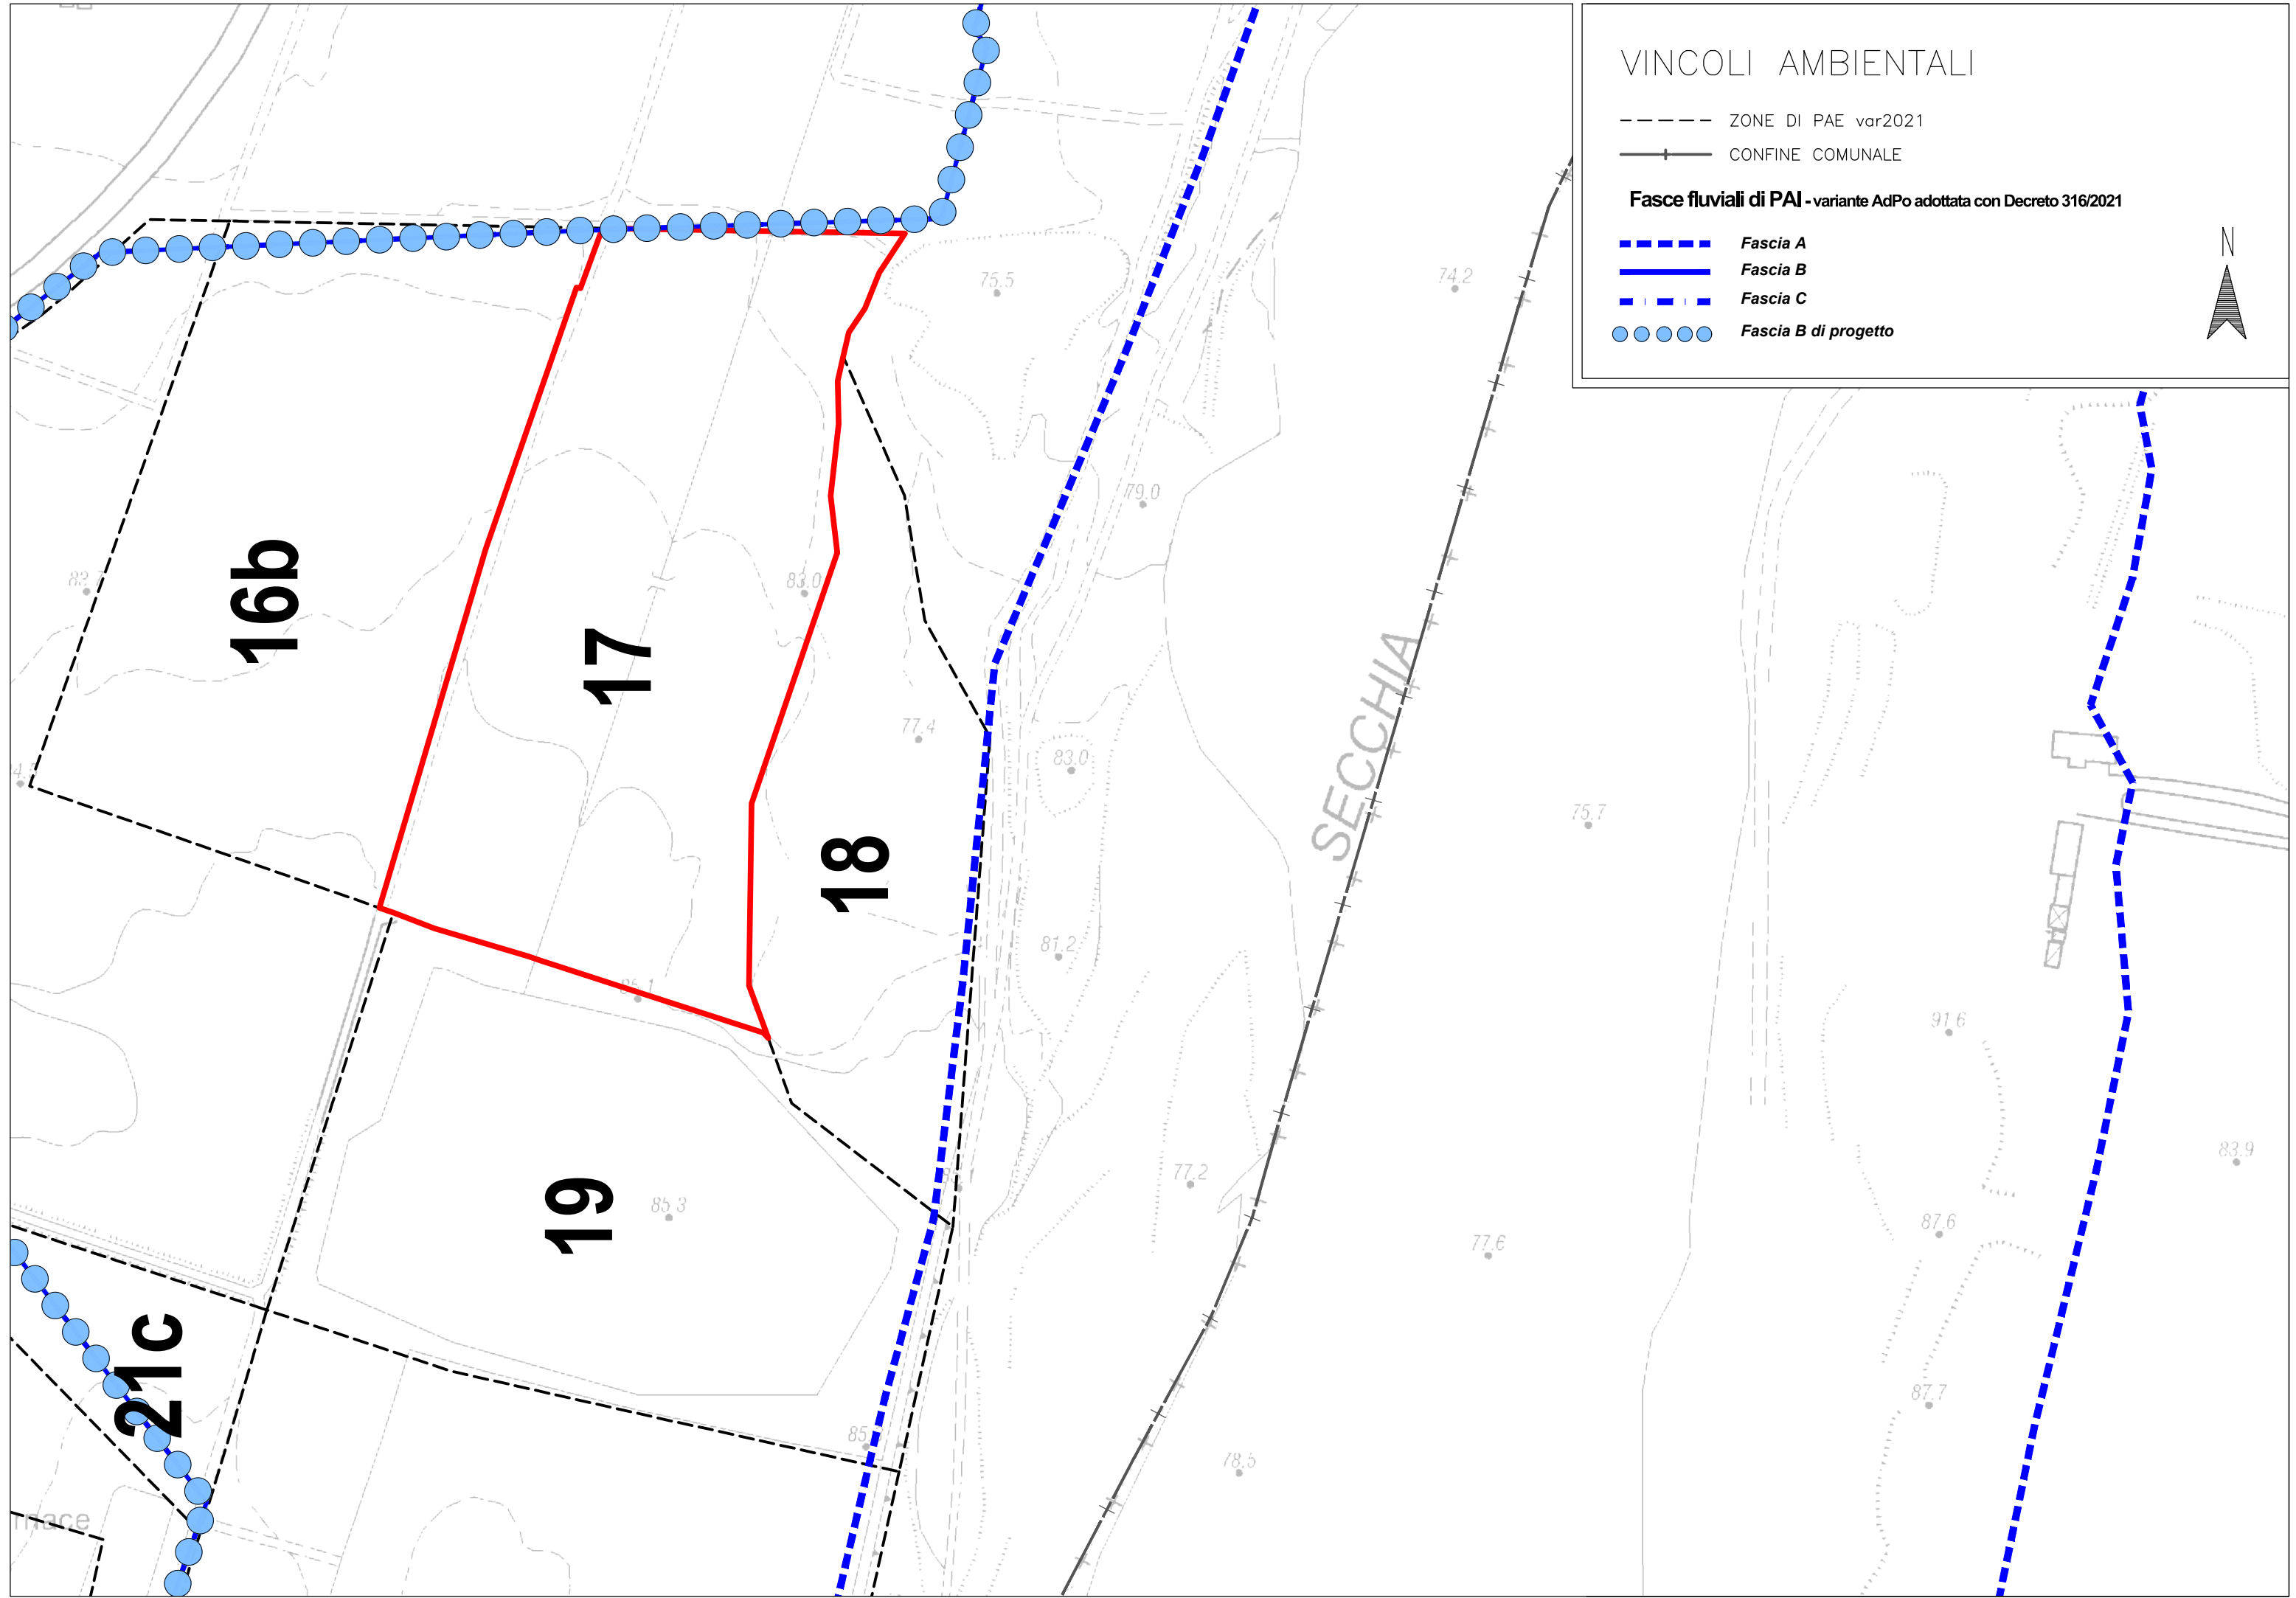 VINCOLI AMBIENTALI
ZONE DI PAE var2021
CONFINE COMUNALE
Fasce fluviali di PAI - variante AdPo adottata con Decreto 316/2021
Fascia A
Fascia B
Fascia C
Fascia B di progetto
N
75.5
74.2
79.0
16b
83.0
17
77.4
83.0
SECCHIA
75.7
18
81.2
91.6
83.9
19
85.3
77.2
87.6
77.6
21c
87.7
78.5